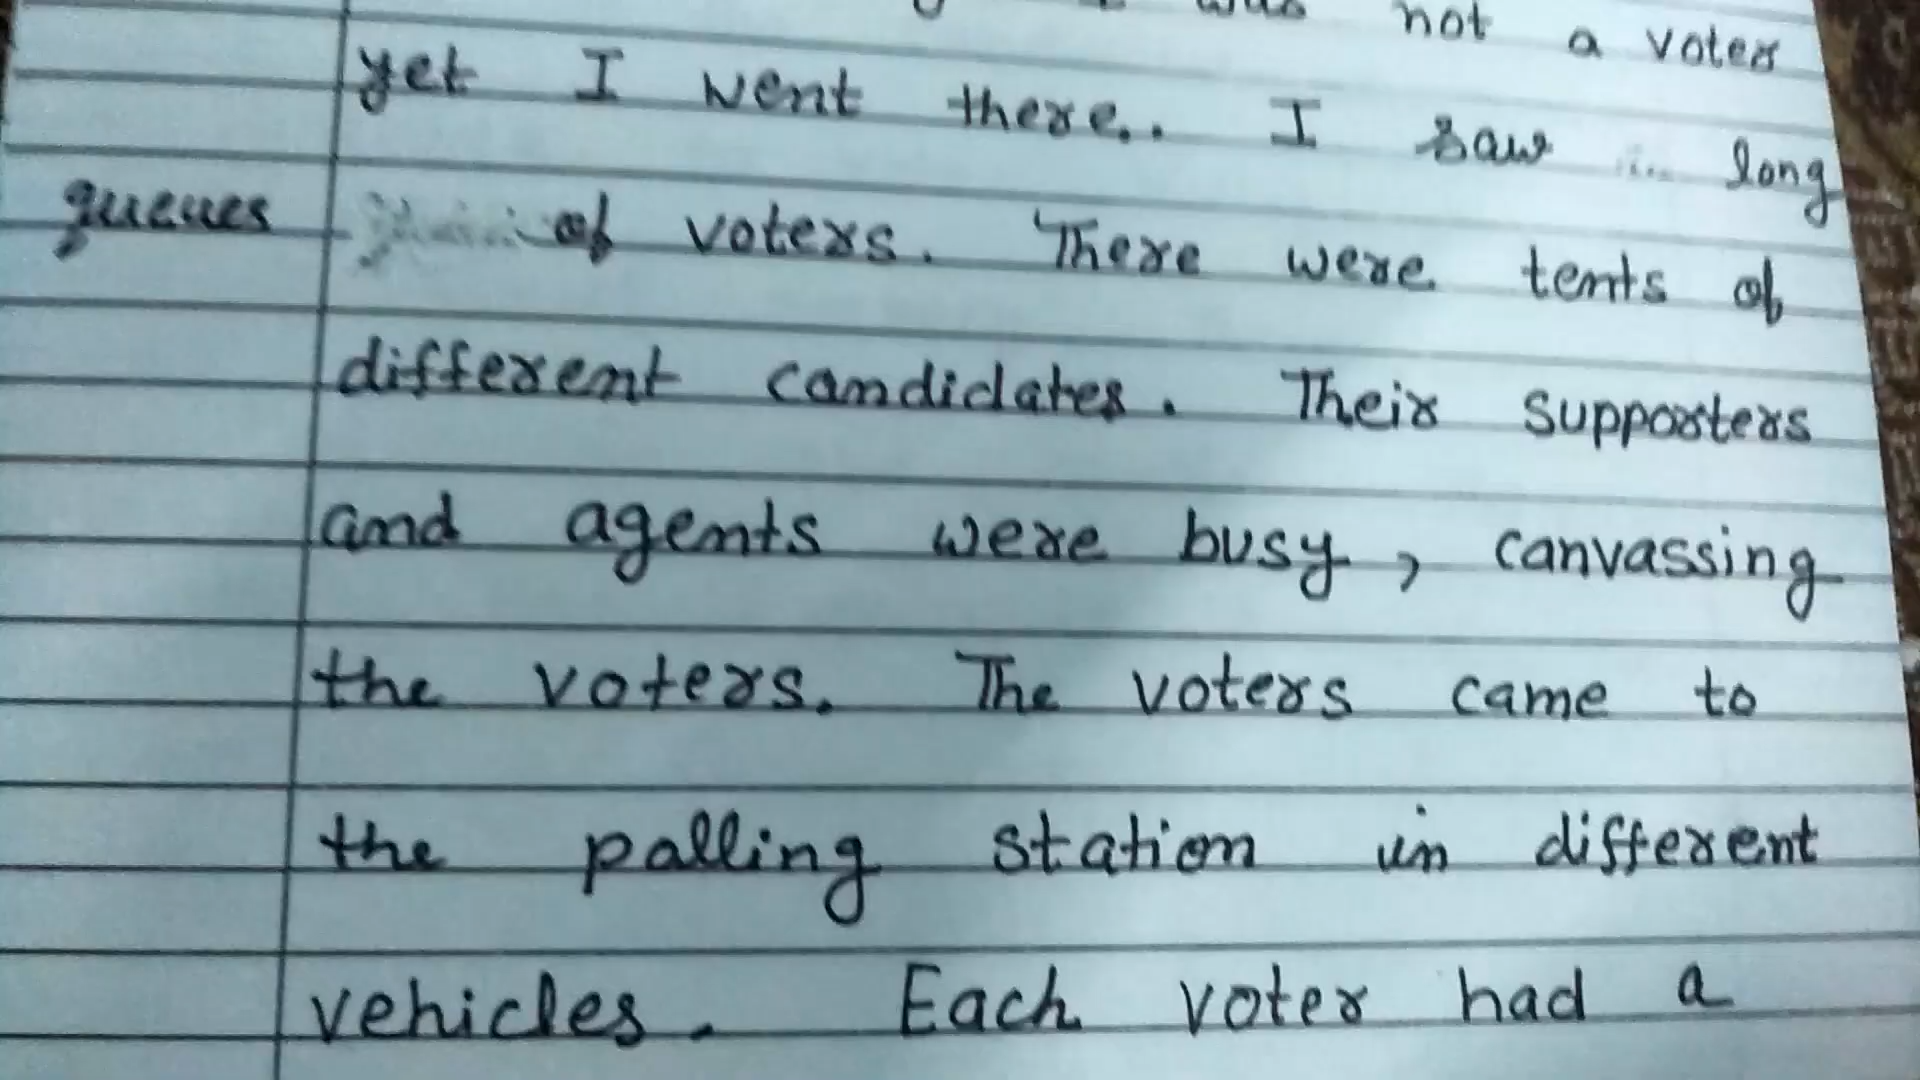 was not a voter
yet I went there.. I saw long
queues of voters. There were tents of
different candidates. Their supporters
and agents were busy, canvassing
the voters. The voters came to
the palling station in different
vehicles. Each voter had a